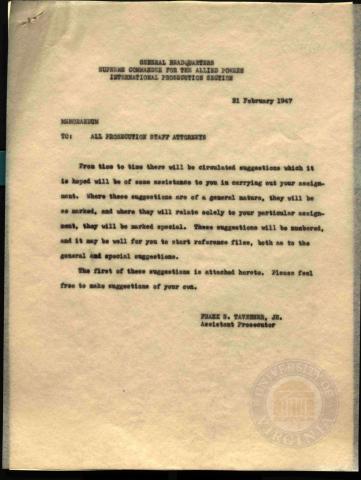 GENERAL HEADQUARTERS
SUPREME COMMANDER FOR THE ALLIED POWERS
INTERNATIONAL PROSECUTION SECTION
21 February 1947
MEMORANDUM
TO: ALL PROSECUTION STAFF ATTORNEYS
From time to time there will be circulated suggestions which it
is hoped will be of some assistance to you in carrying out your assign-
ment. Where these suggestions are of a general nature, they will be
so marked, and where they will relate solely to your particular assign-
ment, they will be marked special. These suggestions will be numbered,
and it may be well for you to start reference files, both as to the
general and special suggestions.
The first of these suggestions is attached hereto. Please feel
free to make suggestions of your own.
FRANK S. TAVENNER, JR.
Assistant Prosecutor
UNIVERSITY OF VIRGINIA